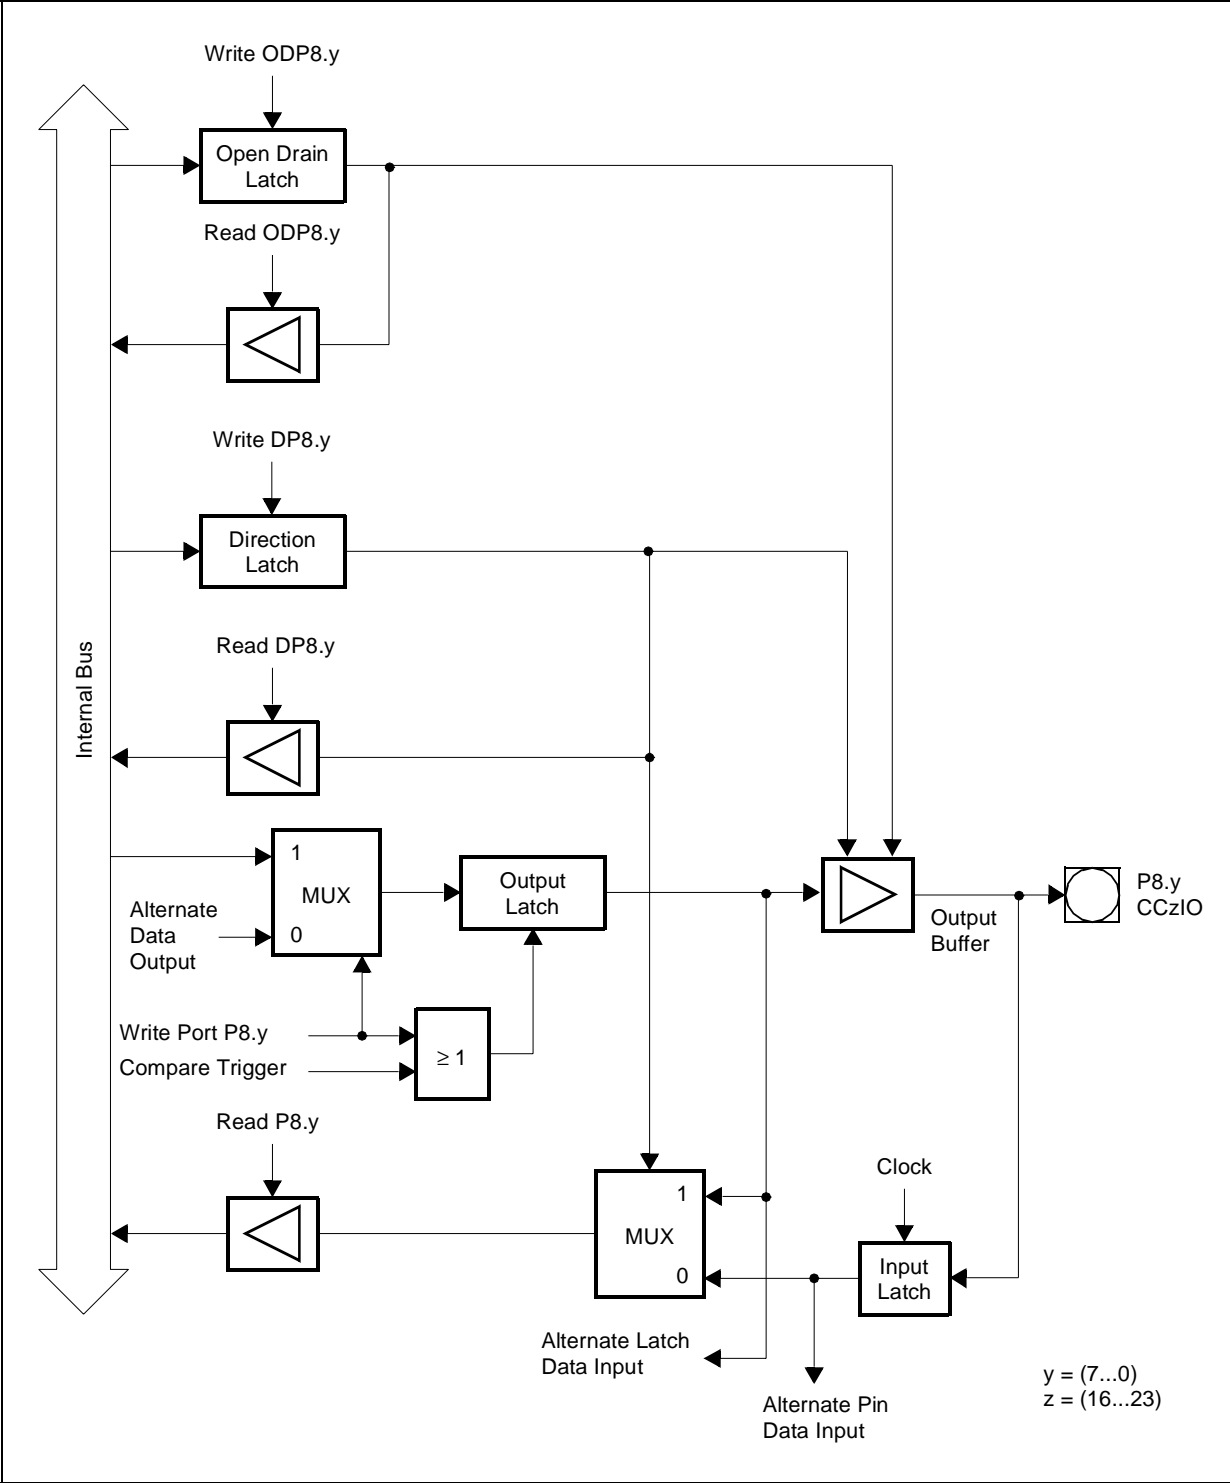 Write ODP8.y
Open Drain
Latch
Read ODP8.y
Write DP8.y
Direction
Latch
Internal Bus
Read DP8.y
1
MUX
0
Alternate
Data
Output
Output
Latch
Output
Buffer
P8.y
CCzIO
Write Port P8.y
Compare Trigger
≥ 1
Read P8.y
1
MUX
0
Clock
Input
Latch
Alternate Latch
Data Input
Alternate Pin
Data Input
y = (7...0)
z = (16...23)